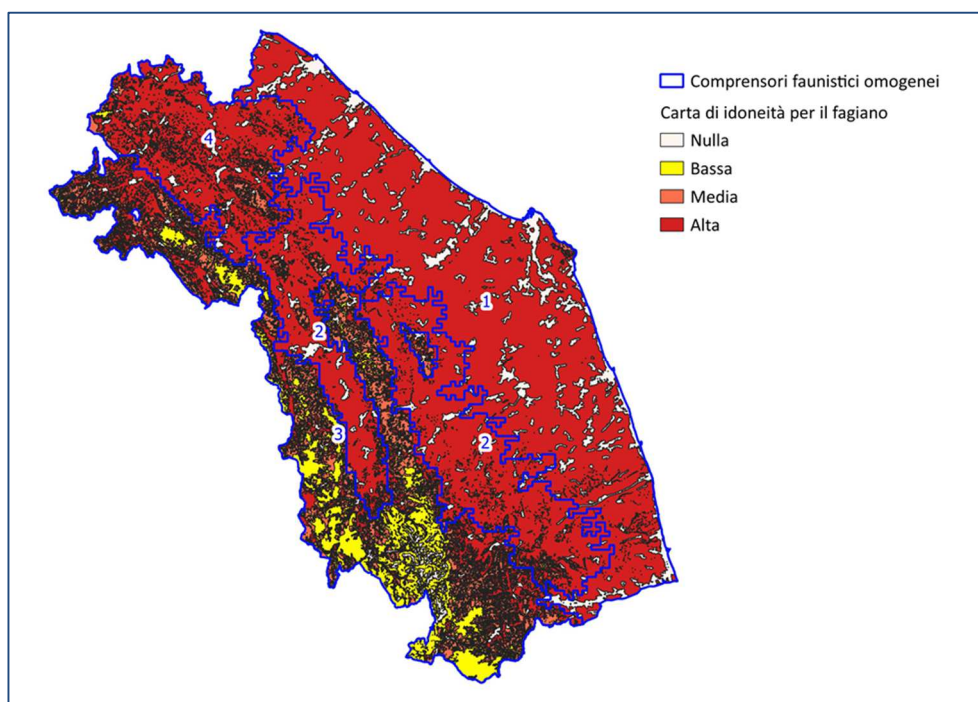 Comprensori faunistici omogenei
Carta di idoneità per il fagiano
Nulla
Bassa
Media
Alta
4
1
2
3
2